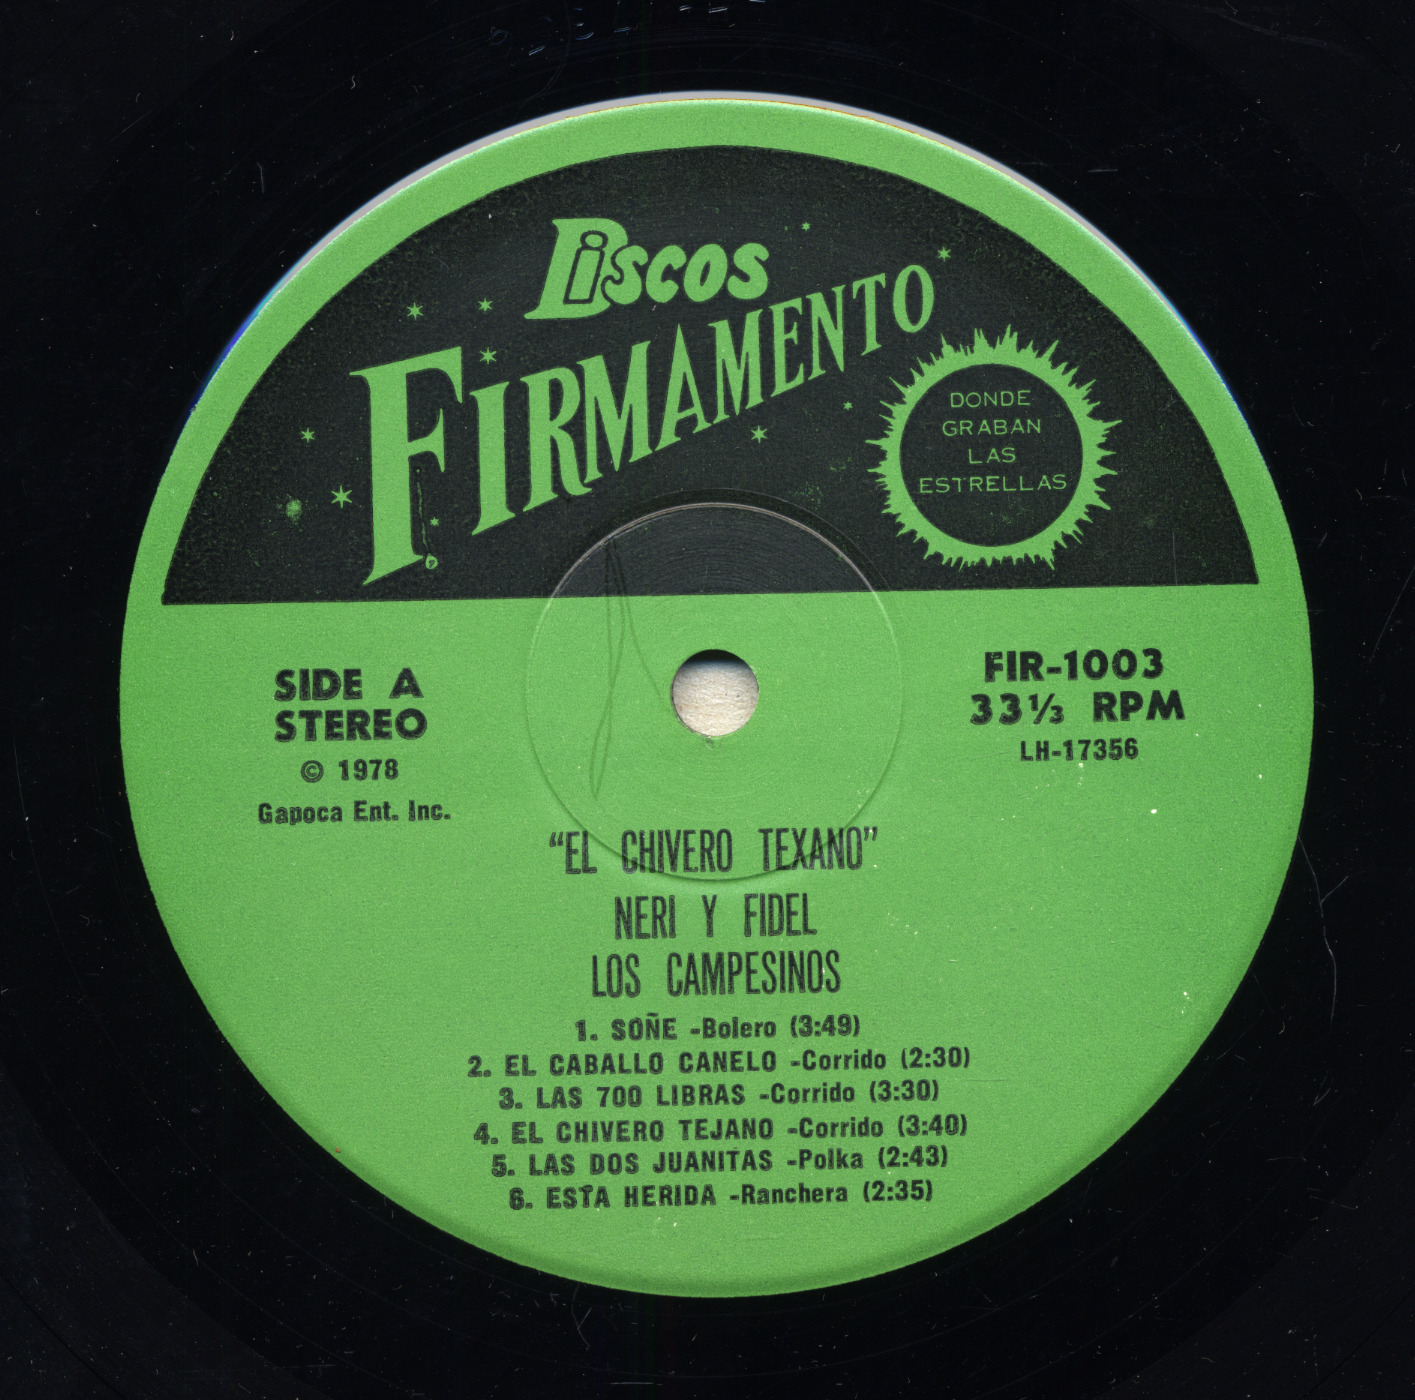 Discos
FIRMAMENTO
DONDE
GRABAN
LAS
ESTRELLAS
SIDE A
STEREO
© 1978
Gapoca Ent. Inc.
FIR-1003
33⅓ RPM
LH-17356
"EL CHIVERO TEXANO"
NERI Y FIDEL
LOS CAMPESINOS
1. SOÑE -Bolero (3:49)
2. EL CABALLO CANELO -Corrido (2:30)
3. LAS 700 LIBRAS -Corrido (3:30)
4. EL CHIVERO TEJANO -Corrido (3:40)
5. LAS DOS JUANITAS -Polka (2:43)
6. ESTA HERIDA -Ranchera (2:35)